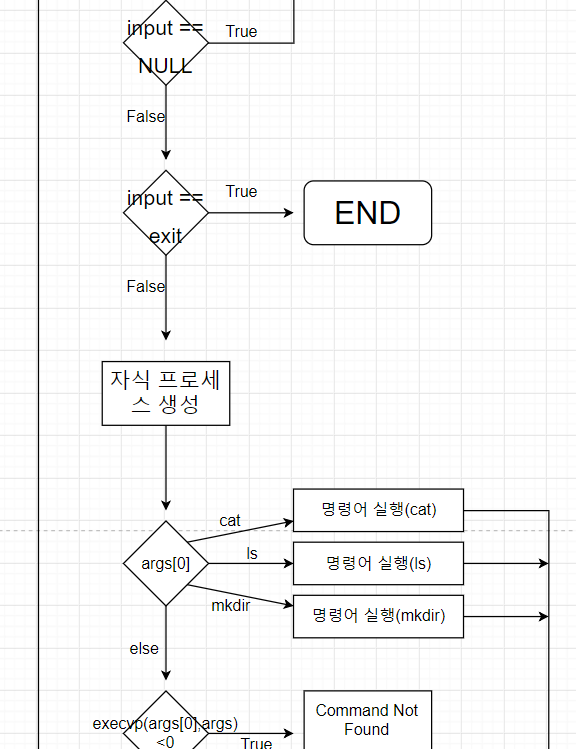 input ==
True
NULL
False
input ==
True
exit
END
False
자식 프로세
스 생성
cat
명령어 실행(cat)
args[0]
ls
명령어 실행(ls)
mkdir
명령어 실행(mkdir)
else
execvp(args[0],args)
<0
True
Command Not
Found